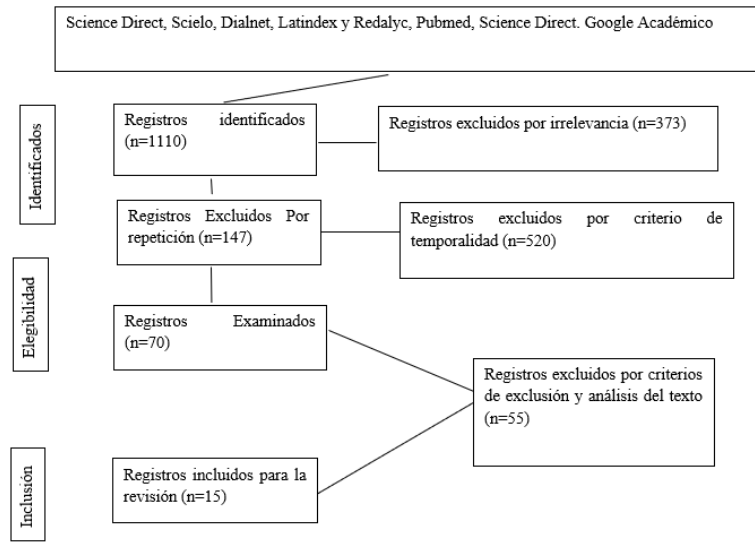 Science Direct, Scielo, Dialnet, Latindex y Redalyc, Pubmed, Science Direct. Google Académico
Identificados
Registros identificados
(n=1110)
Registros excluidos por irrelevancia (n=373)
Registros Excluidos Por
repetición (n=147)
Registros excluidos por criterio de
temporalidad (n=520)
Elegibilidad
Registros Examinados
(n=70)
Registros excluidos por criterios
de exclusión y análisis del texto
(n=55)
Inclusión
Registros incluidos para la
revisión (n=15)